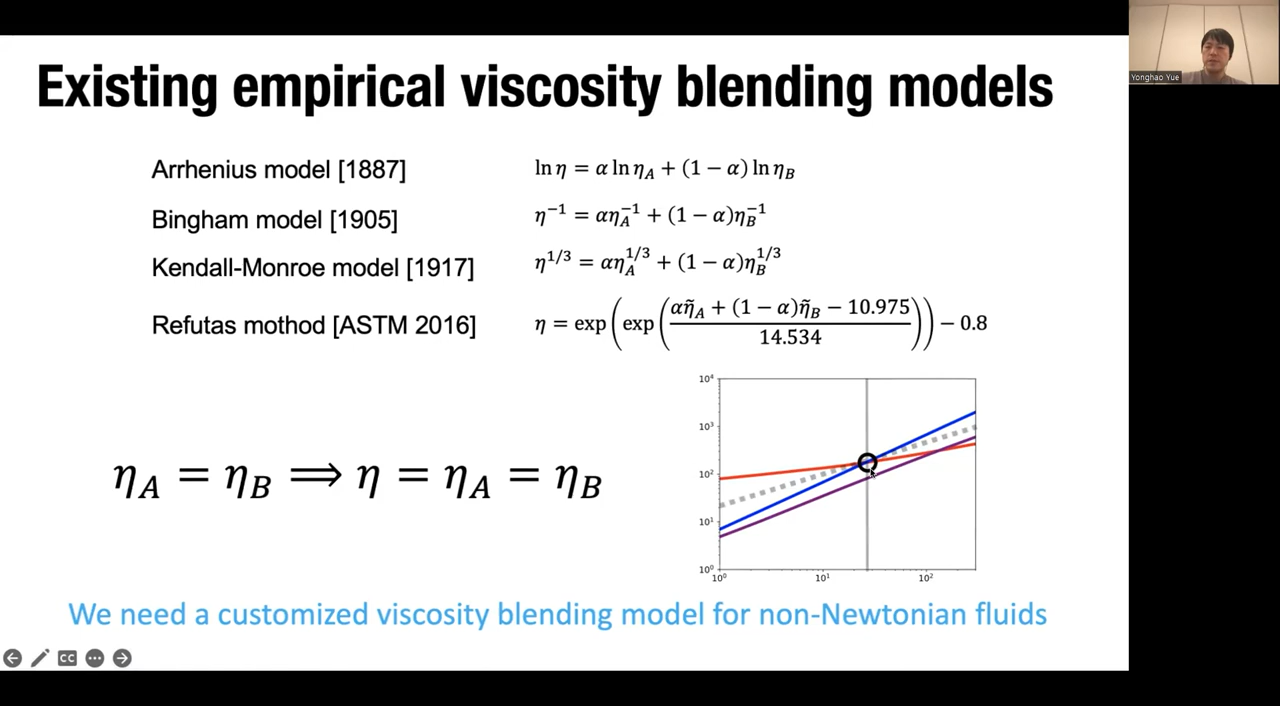 Existing empirical viscosity blending models
Yonghao Yue
Arrhenius model [1887] ln η = α ln η_A + (1 − α) ln η_B
Bingham model [1905] η^{−1} = αη_A^{−1} + (1 − α)η_B^{−1}
Kendall-Monroe model [1917] η^{1/3} = αη_A^{1/3} + (1 − α)η_B^{1/3}
Refutas mothod [ASTM 2016] η = exp(exp((αη̃_A + (1 − α)η̃_B − 10.975)/14.534)) − 0.8
10^4
10^3
10^2
10^1
10^0
10^0 10^1 10^2
η_A = η_B ⟹ η = η_A = η_B
We need a customized viscosity blending model for non-Newtonian fluids
CC